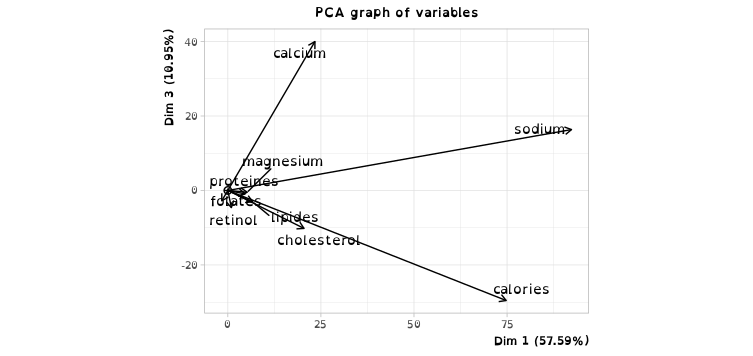 PCA graph of variables
Dim 3 (10.95%)
40
20
0
-20
calcium
sodium
magnesium
proteines
folates
retinol
lipides
cholesterol
calories
0
25
50
75
Dim 1 (57.59%)